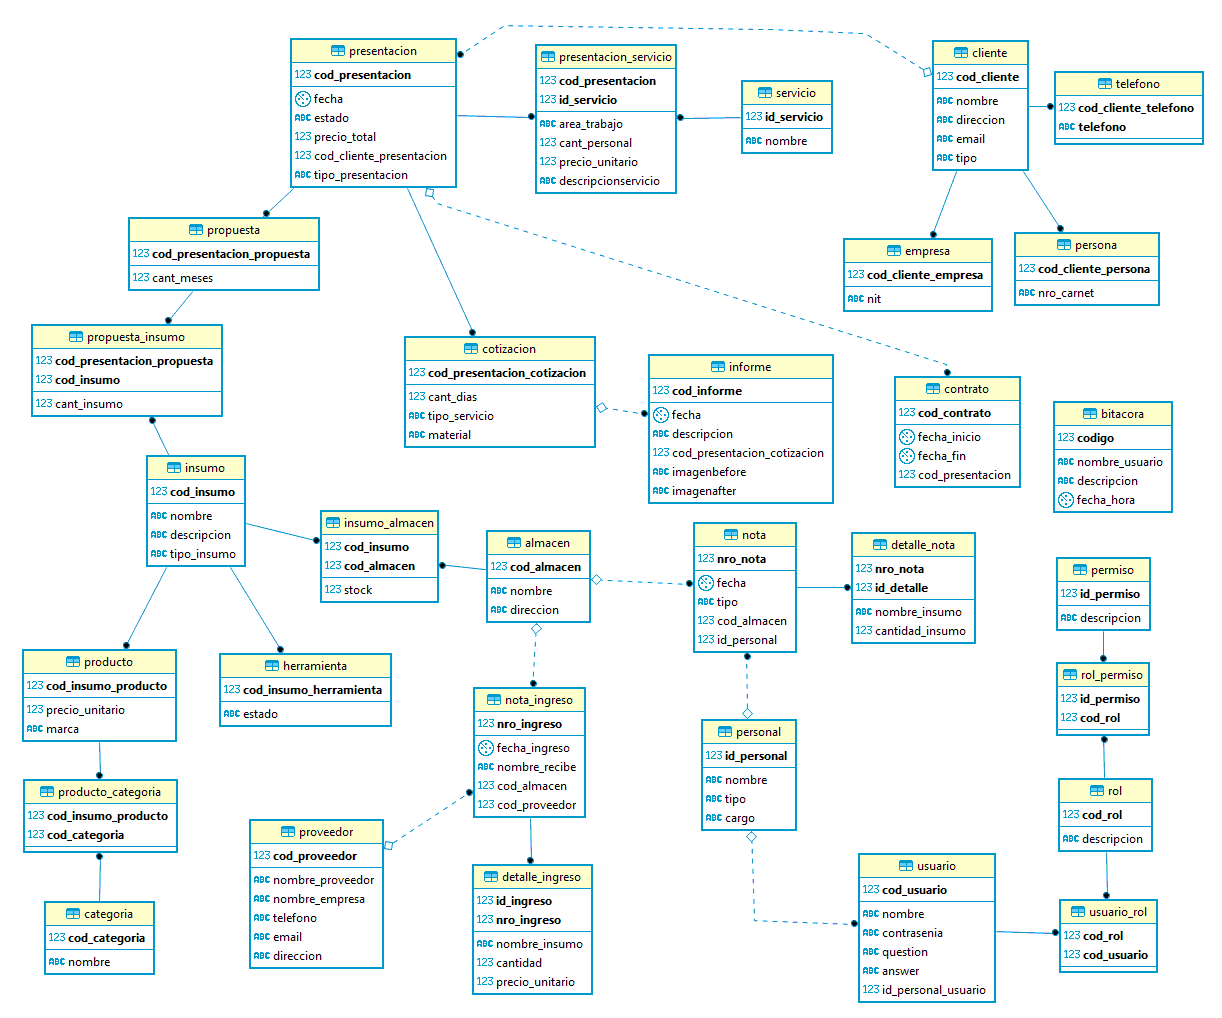 presentacion
123 cod_presentacion
fecha
ABC estado
123 precio_total
123 cod_cliente_presentacion
ABC tipo_presentacion
presentacion_servicio
123 cod_presentacion
123 id_servicio
ABC area_trabajo
123 cant_personal
123 precio_unitario
ABC descripcionservicio
servicio
123 id_servicio
ABC nombre
cliente
123 cod_cliente
ABC nombre
ABC direccion
ABC email
ABC tipo
telefono
123 cod_cliente_telefono
ABC telefono
propuesta
123 cod_presentacion_propuesta
123 cant_meses
empresa
123 cod_cliente_empresa
ABC nit
persona
123 cod_cliente_persona
ABC nro_carnet
propuesta_insumo
123 cod_presentacion_propuesta
123 cod_insumo
123 cant_insumo
cotizacion
123 cod_presentacion_cotizacion
ABC cant_dias
ABC tipo_servicio
ABC material
informe
123 cod_informe
fecha
ABC descripcion
123 cod_presentacion_cotizacion
ABC imagenbefore
ABC imagenafter
contrato
123 cod_contrato
fecha_inicio
fecha_fin
123 cod_presentacion
bitacora
123 codigo
ABC nombre_usuario
ABC descripcion
fecha_hora
insumo
123 cod_insumo
ABC nombre
ABC descripcion
ABC tipo_insumo
insumo_almacen
123 cod_insumo
123 cod_almacen
123 stock
almacen
123 cod_almacen
ABC nombre
ABC direccion
nota
123 nro_nota
fecha
ABC tipo
123 cod_almacen
123 id_personal
detalle_nota
123 nro_nota
123 id_detalle
ABC nombre_insumo
123 cantidad_insumo
permiso
123 id_permiso
ABC descripcion
producto
123 cod_insumo_producto
123 precio_unitario
ABC marca
herramienta
123 cod_insumo_herramienta
ABC estado
nota_ingreso
123 nro_ingreso
fecha_ingreso
ABC nombre_recibe
123 cod_almacen
123 cod_proveedor
personal
123 id_personal
ABC nombre
ABC tipo
ABC cargo
rol_permiso
123 id_permiso
123 cod_rol
producto_categoria
123 cod_insumo_producto
123 cod_categoria
proveedor
123 cod_proveedor
ABC nombre_proveedor
ABC nombre_empresa
ABC telefono
ABC email
ABC direccion
rol
123 cod_rol
ABC descripcion
detalle_ingreso
123 id_ingreso
123 nro_ingreso
ABC nombre_insumo
123 cantidad
123 precio_unitario
usuario
123 cod_usuario
ABC nombre
ABC contrasenia
ABC question
ABC answer
123 id_personal_usuario
usuario_rol
123 cod_rol
123 cod_usuario
categoria
123 cod_categoria
ABC nombre